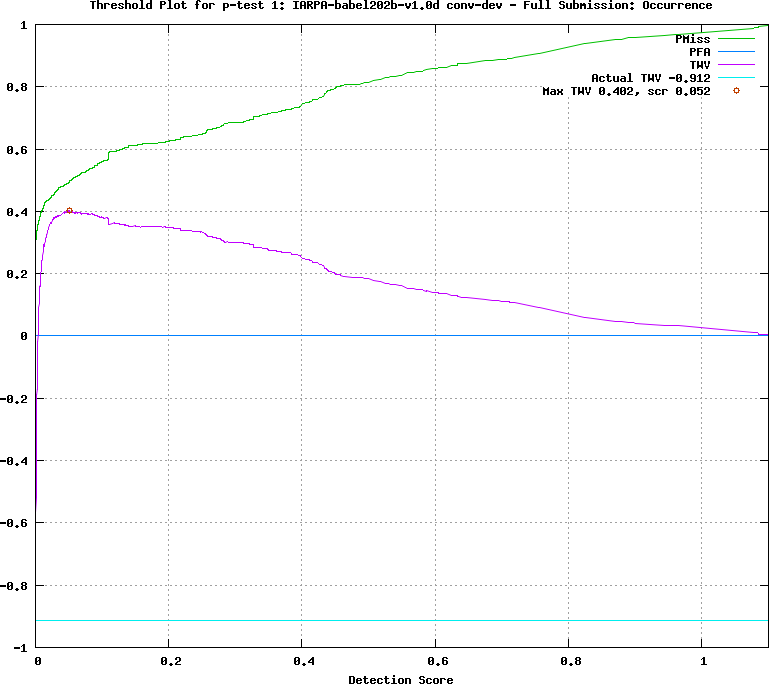 Threshold Plot for p-test 1: IARPA-babel202b-v1.0d conv-dev - Full Submission: Occurrence
1
PMiss
PFA
TWV
Actual TWV -0.912
Max TWV 0.402, scr 0.052
0.8
0.6
0.4
0.2
0
-0.2
-0.4
-0.6
-0.8
-1
0 0.2 0.4 0.6 0.8 1
Detection Score